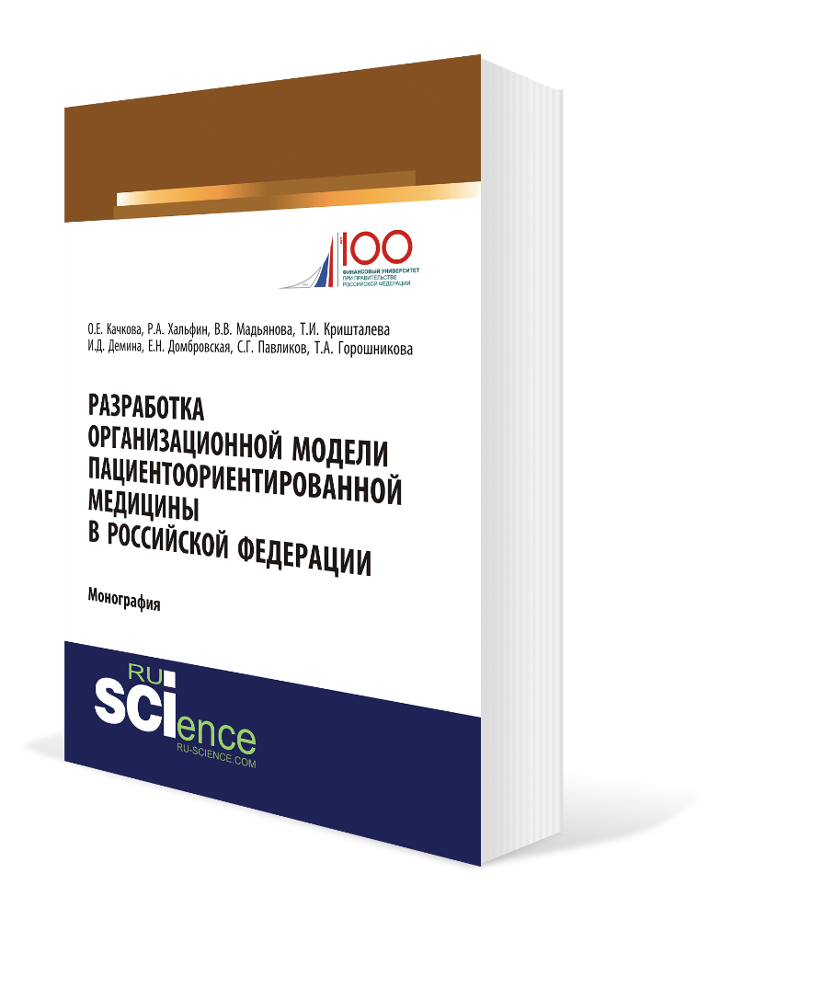 100
ЛЕТ
ФИНАНСОВЫЙ УНИВЕРСИТЕТ
ПРИ ПРАВИТЕЛЬСТВЕ
РОССИЙСКОЙ ФЕДЕРАЦИИ
О.Е. Качкова, Р.А. Хальфин, В.В. Мадьянова, Т.И. Кришталева
И.Д. Демина, Е.Н. Домбровская, С.Г. Павликов, Т.А. Горошникова
РАЗРАБОТКА
ОРГАНИЗАЦИОННОЙ МОДЕЛИ
ПАЦИЕНТООРИЕНТИРОВАННОЙ
МЕДИЦИНЫ
В РОССИЙСКОЙ ФЕДЕРАЦИИ
Монография
RU
science
RU-SCIENCE.COM